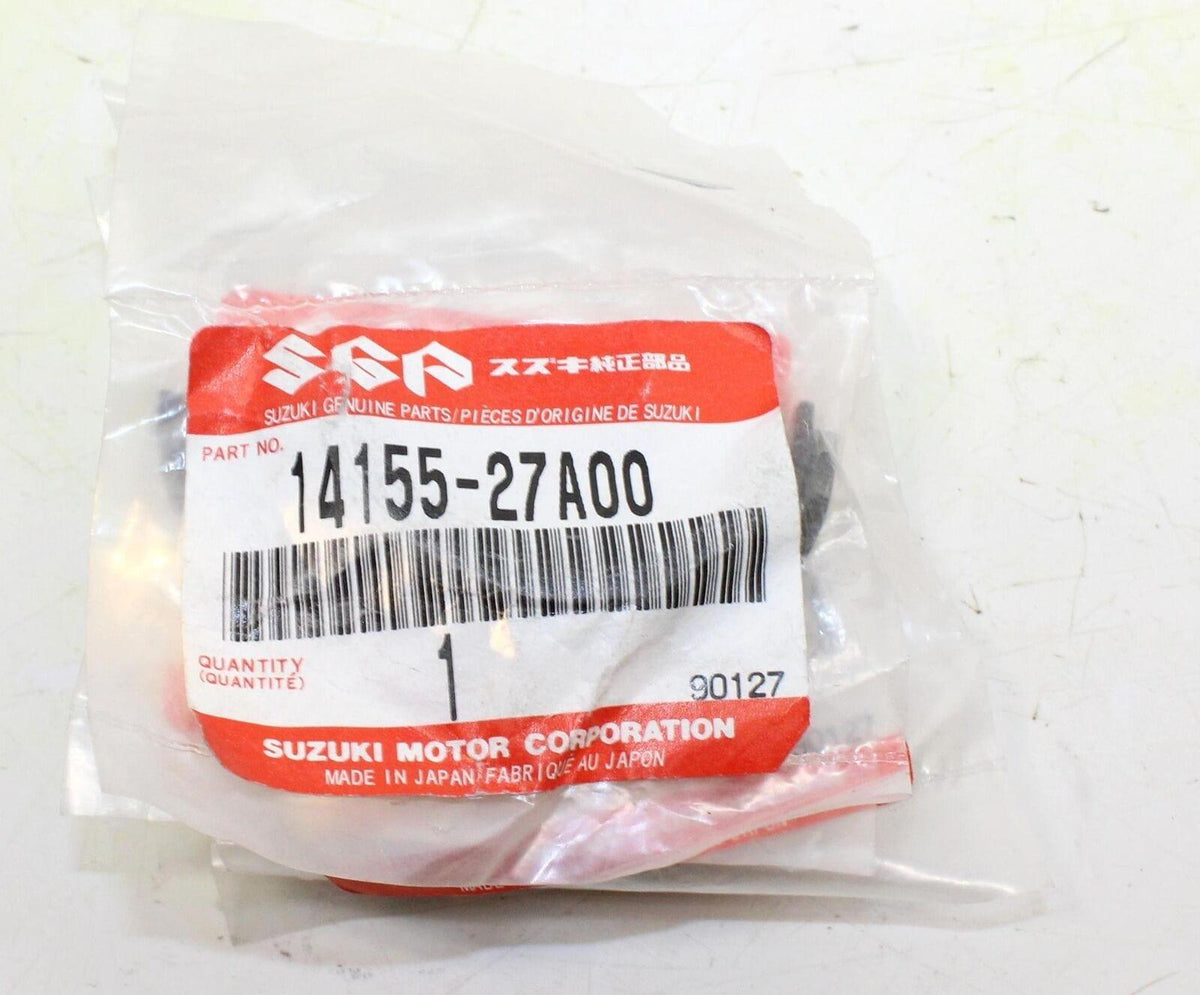 SGP スズキ純正部品
SUZUKI GENUINE PARTS/PIÈCES D'ORIGINE DE SUZUKI
PART NO. 14155-27A00
QUANTITY 1
(QUANTITÉ) 90127
SUZUKI MOTOR CORPORATION
MADE IN JAPAN/FABRIQUÉ AU JAPON